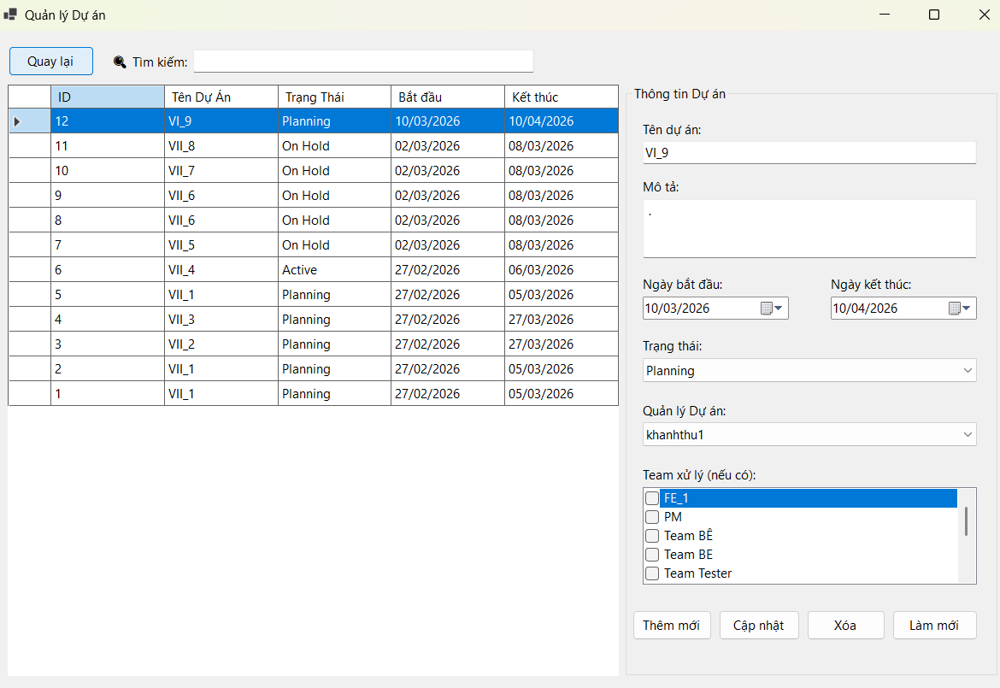 Quản lý Dự án
Quay lại
Tìm kiếm:
ID Tên Dự Án Trạng Thái Bắt đầu Kết thúc
12 VI_9 Planning 10/03/2026 10/04/2026
11 VII_8 On Hold 02/03/2026 08/03/2026
10 VII_7 On Hold 02/03/2026 08/03/2026
9 VII_6 On Hold 02/03/2026 08/03/2026
8 VII_6 On Hold 02/03/2026 08/03/2026
7 VII_5 On Hold 02/03/2026 08/03/2026
6 VII_4 Active 27/02/2026 06/03/2026
5 VII_1 Planning 27/02/2026 05/03/2026
4 VII_3 Planning 27/02/2026 27/03/2026
3 VII_2 Planning 27/02/2026 27/03/2026
2 VII_1 Planning 27/02/2026 05/03/2026
1 VII_1 Planning 27/02/2026 05/03/2026
Thông tin Dự án
Tên dự án:
VI_9
Mô tả:
.
Ngày bắt đầu: Ngày kết thúc:
10/03/2026 10/04/2026
Trạng thái:
Planning
Quản lý Dự án:
khanhthu1
Team xử lý (nếu có):
FE_1
PM
Team BÊ
Team BE
Team Tester
Thêm mới Cập nhật Xóa Làm mới